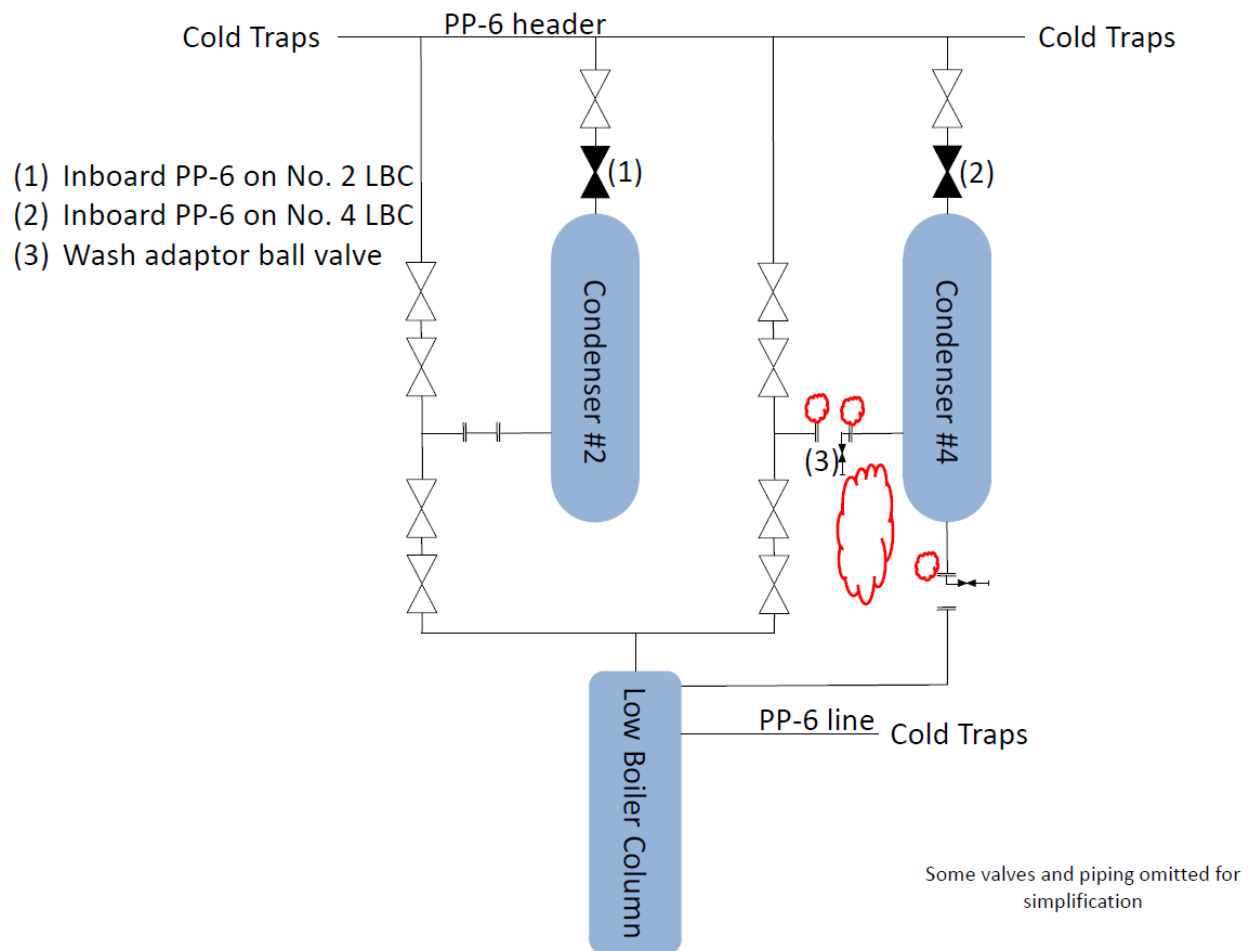 PP-6 header
Cold Traps
Cold Traps
(1) Inboard PP-6 on No. 2 LBC
(2) Inboard PP-6 on No. 4 LBC
(3) Wash adaptor ball valve
(1)
(2)
Condenser #2
Condenser #4
(3)
Low Boiler Column
PP-6 line
Cold Traps
Some valves and piping omitted for
simplification